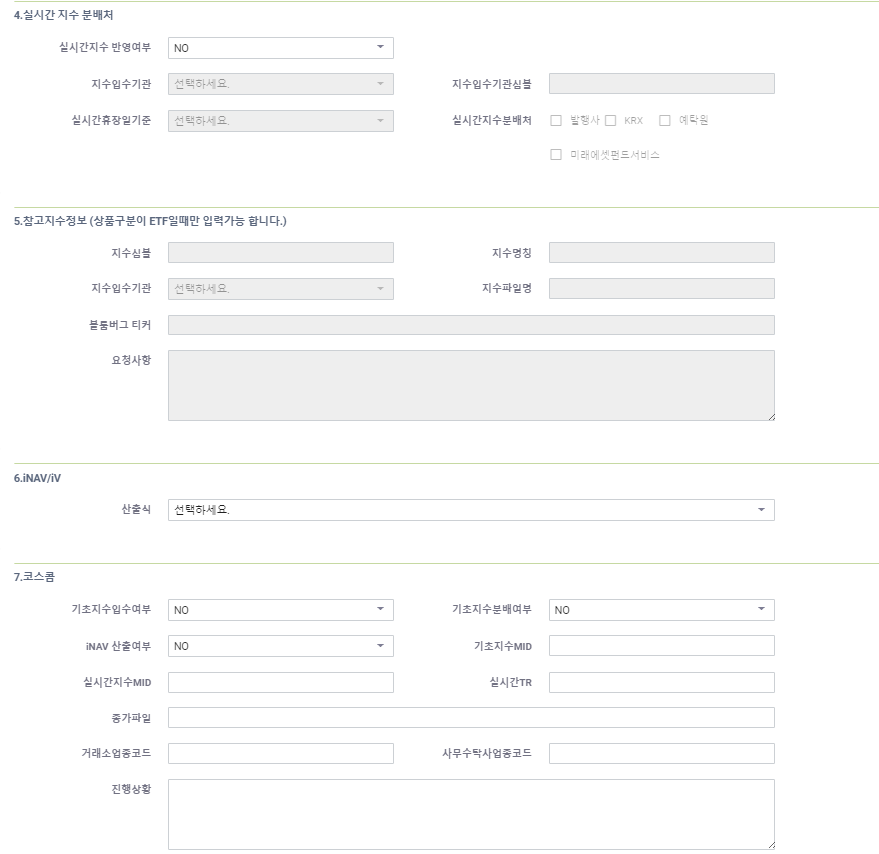 4.실시간 지수 분배처
실시간지수 반영여부 NO
지수입수기관 선택하세요. 지수입수기관심볼
실시간휴장일기준 선택하세요. 실시간지수분배처 발행사 KRX 예탁원
미래에셋펀드서비스
5.참고지수정보 (상품구분이 ETF일때만 입력가능 합니다.)
지수심볼 지수명칭
지수입수기관 선택하세요. 지수파일명
블룸버그 티커
요청사항
6.iNAV/iV
산출식 선택하세요.
7.코스콤
기초지수입수여부 NO 기초지수분배여부 NO
iNAV 산출여부 NO 기초지수MID
실시간지수MID 실시간TR
종가파일
거래소업종코드 사무수탁사업종코드
진행상황